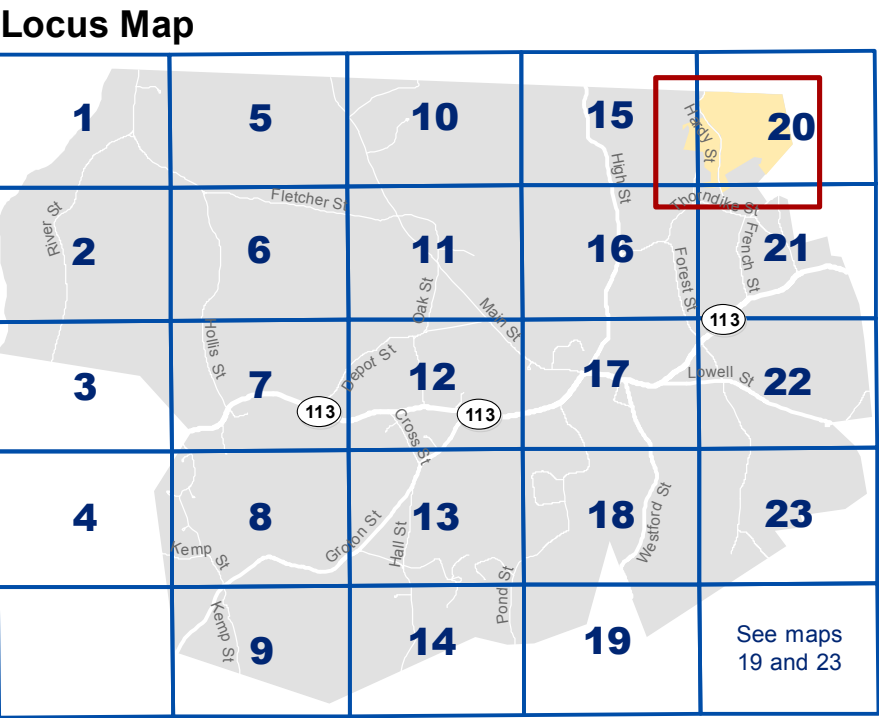 Locus Map
1
5
10
15
20
Hardy St
High St
Fletcher St
Thorndike St
River St
2
6
11
16
21
French St
Forest St
Oak St
Main St
113
Hollis St
Depot St
3
7
12
17
Lowell St
22
113
113
Cross St
4
8
13
18
23
Groton St
Hall St
Westford St
Kemp St
Pond St
Kemp St
9
14
19
See maps
19 and 23